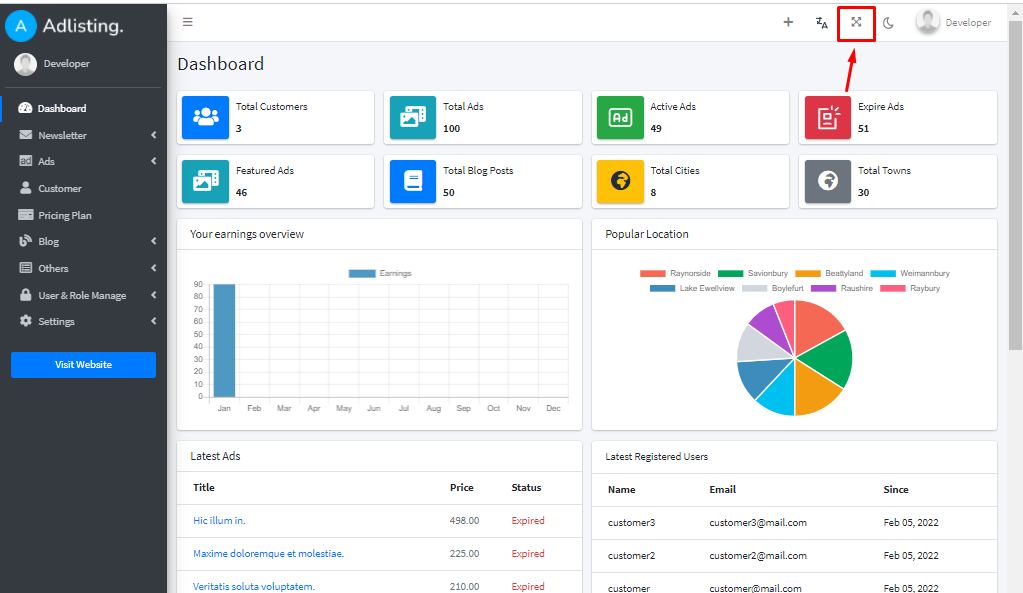 Adlisting.
Developer
Developer
Dashboard
Newsletter
Ads
Customer
Pricing Plan
Blog
Others
User & Role Manage
Settings
Visit Website
Dashboard
Total Customers
3
Total Ads
100
Active Ads
49
Expire Ads
51
Featured Ads
46
Total Blog Posts
50
Total Cities
8
Total Towns
30
Your earnings overview
Earnings
90
80
70
60
50
40
30
20
10
0
Jan Feb Mar Apr May Jun Jul Aug Sep Oct Nov Dec
Popular Location
Raynorside Savionbury Beattyland Weimannbury
Lake Ewellview Boylefurt Raushire Raybury
Latest Ads
Title Price Status
Hic illum in. 498.00 Expired
Maxime doloremque et molestiae. 225.00 Expired
Veritatis soluta voluptatem. 210.00 Expired
Latest Registered Users
Name Email Since
customer3 customer3@mail.com Feb 05, 2022
customer2 customer2@mail.com Feb 05, 2022
customer customer@mail.com Feb 05, 2022